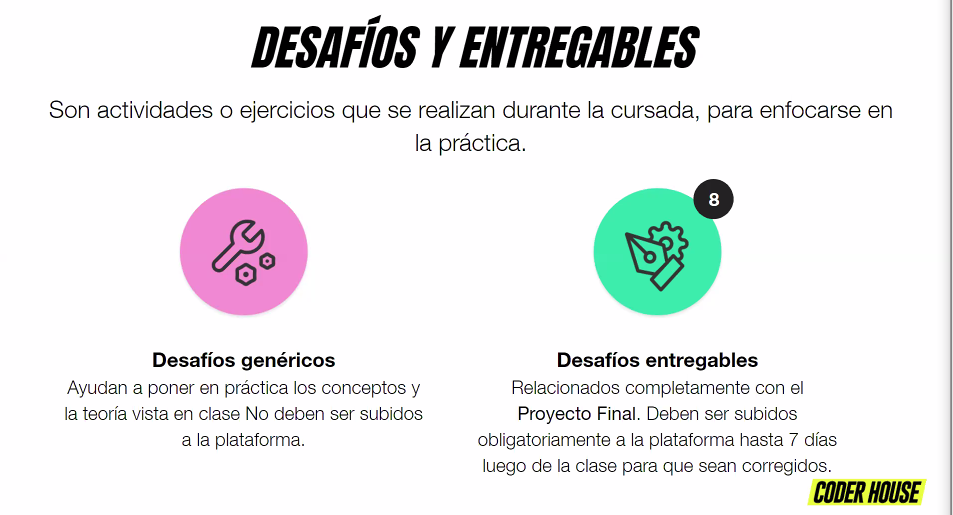 DESAFÍOS Y ENTREGABLES
Son actividades o ejercicios que se realizan durante la cursada, para enfocarse en
la práctica.
8
Desafíos genéricos
Ayudan a poner en práctica los conceptos y
la teoría vista en clase No deben ser subidos
a la plataforma.
Desafíos entregables
Relacionados completamente con el
Proyecto Final. Deben ser subidos
obligatoriamente a la plataforma hasta 7 días
luego de la clase para que sean corregidos.
CODER HOUSE